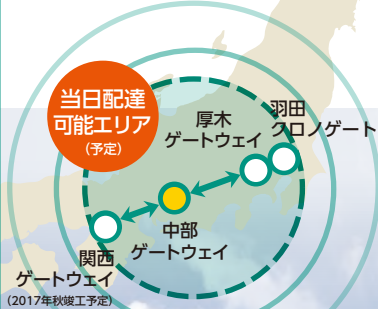 当日配達
可能エリア
(予定)
厚木
ゲートウェイ
羽田
クロノゲート
中部
ゲートウェイ
関西
ゲートウェイ
(2017年秋竣工予定)